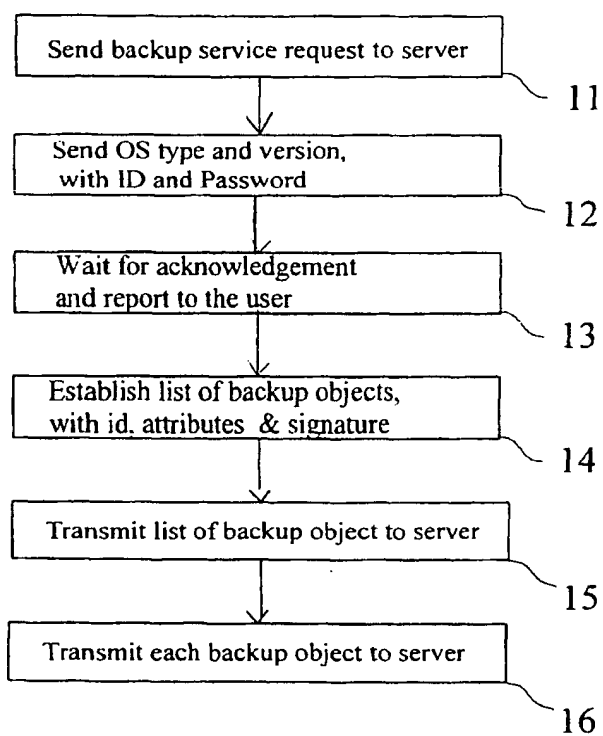 Send backup service request to server
11
Send OS type and version,
with ID and Password
12
Wait for acknowledgement
and report to the user
13
Establish list of backup objects,
with id, attributes & signature
14
Transmit list of backup object to server
15
Transmit each backup object to server
16